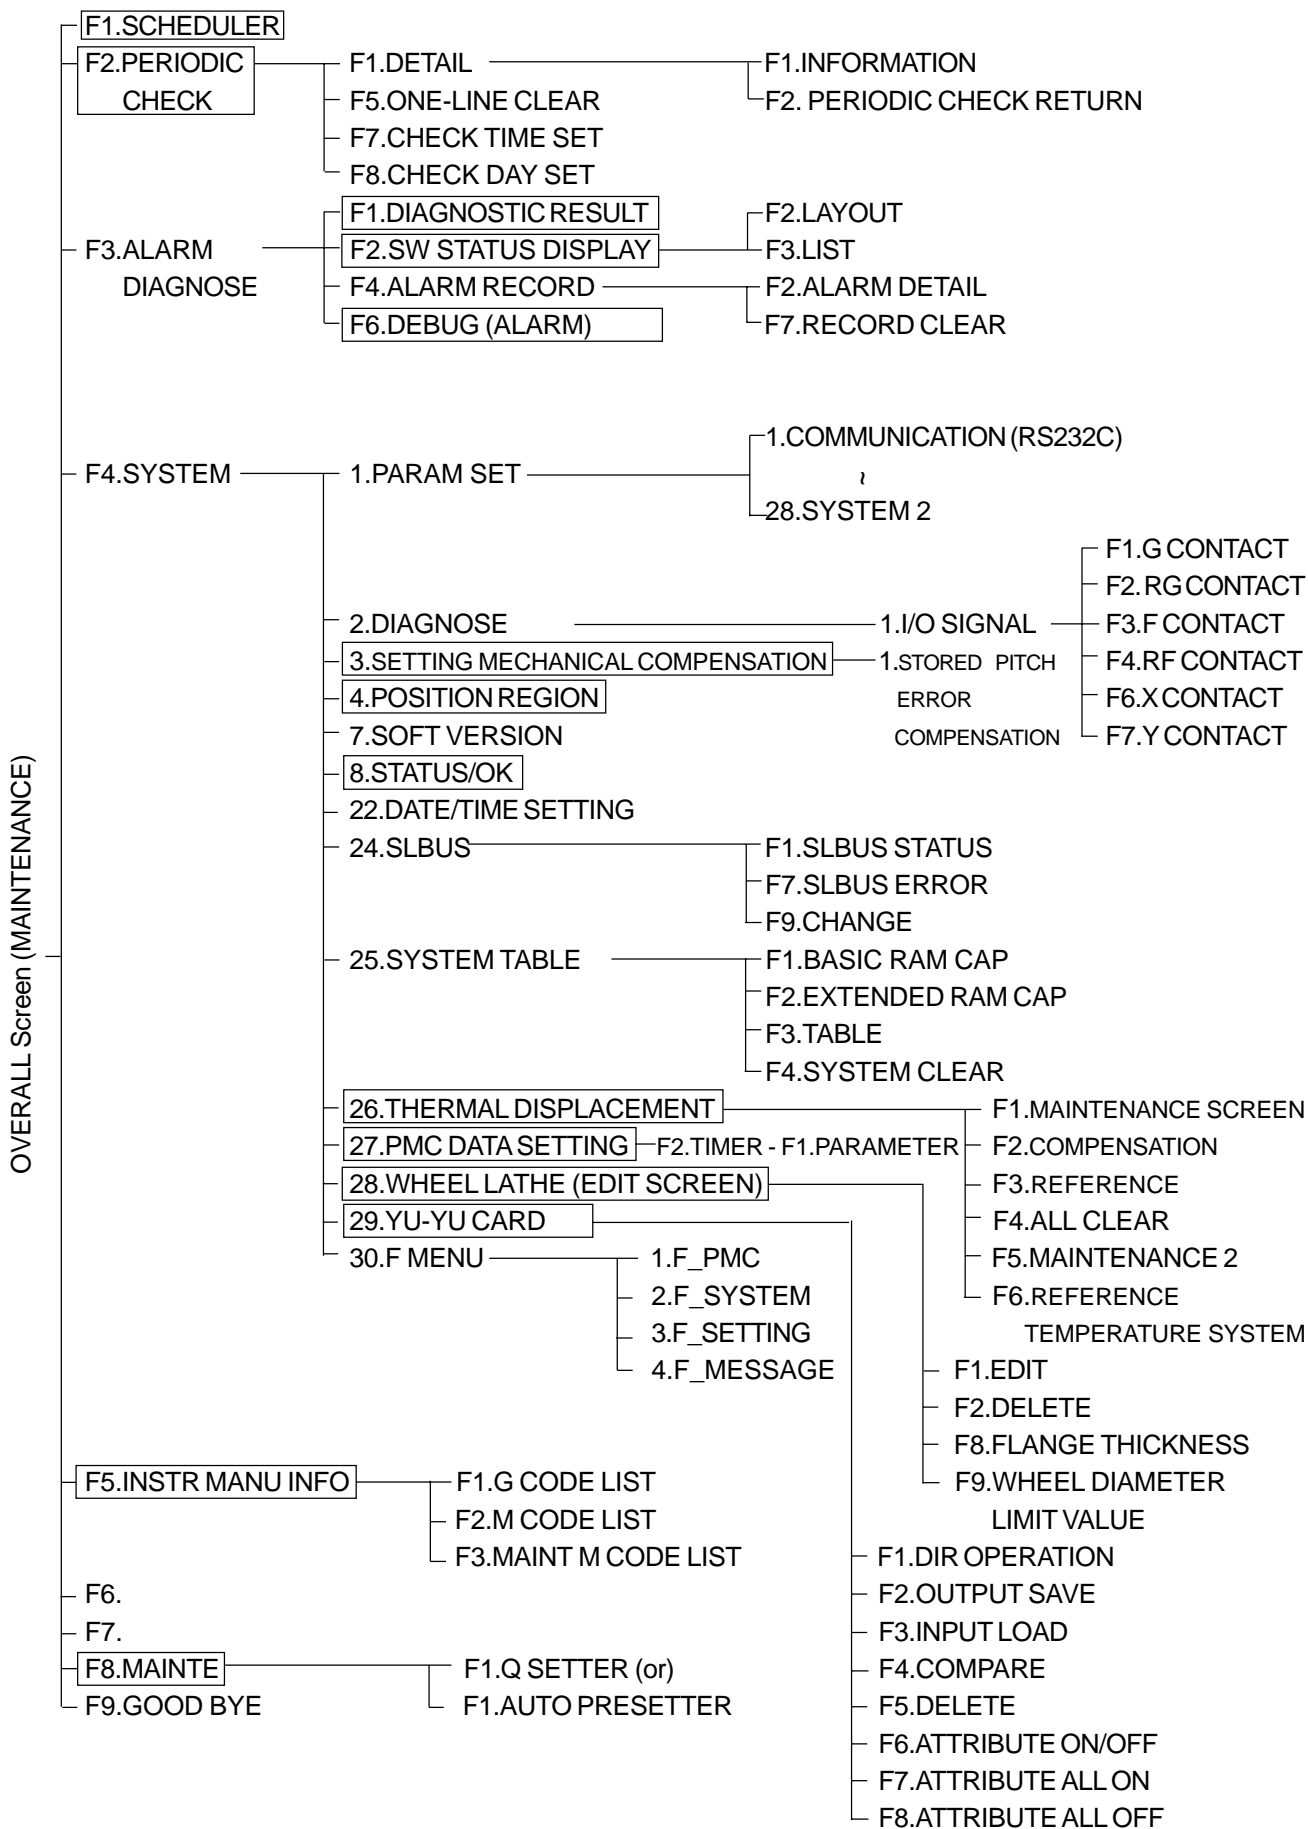 OVERALL Screen (MAINTENANCE)
F1.SCHEDULER
F2.PERIODIC
CHECK
F1.DETAIL
F1.INFORMATION
F2. PERIODIC CHECK RETURN
F5.ONE-LINE CLEAR
F7.CHECK TIME SET
F8.CHECK DAY SET
F3.ALARM
DIAGNOSE
F1.DIAGNOSTIC RESULT
F2.SW STATUS DISPLAY
F2.LAYOUT
F3.LIST
F4.ALARM RECORD
F2.ALARM DETAIL
F7.RECORD CLEAR
F6.DEBUG (ALARM)
F4.SYSTEM
1.PARAM SET
1.COMMUNICATION (RS232C)
~
28.SYSTEM 2
2.DIAGNOSE
1.I/O SIGNAL
F1.G CONTACT
F2. RG CONTACT
F3.F CONTACT
F4.RF CONTACT
F6.X CONTACT
F7.Y CONTACT
3.SETTING MECHANICAL COMPENSATION
1.STORED PITCH
ERROR
COMPENSATION
4.POSITION REGION
7.SOFT VERSION
8.STATUS/OK
22.DATE/TIME SETTING
24.SLBUS
F1.SLBUS STATUS
F7.SLBUS ERROR
F9.CHANGE
25.SYSTEM TABLE
F1.BASIC RAM CAP
F2.EXTENDED RAM CAP
F3.TABLE
F4.SYSTEM CLEAR
26.THERMAL DISPLACEMENT
F1.MAINTENANCE SCREEN
F2.COMPENSATION
F3.REFERENCE
F4.ALL CLEAR
F5.MAINTENANCE 2
F6.REFERENCE
TEMPERATURE SYSTEM
27.PMC DATA SETTING
F2.TIMER - F1.PARAMETER
28.WHEEL LATHE (EDIT SCREEN)
F1.EDIT
F2.DELETE
F8.FLANGE THICKNESS
F9.WHEEL DIAMETER
LIMIT VALUE
29.YU-YU CARD
F1.DIR OPERATION
F2.OUTPUT SAVE
F3.INPUT LOAD
F4.COMPARE
F5.DELETE
F6.ATTRIBUTE ON/OFF
F7.ATTRIBUTE ALL ON
F8.ATTRIBUTE ALL OFF
30.F MENU
1.F_PMC
2.F_SYSTEM
3.F_SETTING
4.F_MESSAGE
F5.INSTR MANU INFO
F1.G CODE LIST
F2.M CODE LIST
F3.MAINT M CODE LIST
F6.
F7.
F8.MAINTE
F1.Q SETTER (or)
F1.AUTO PRESETTER
F9.GOOD BYE